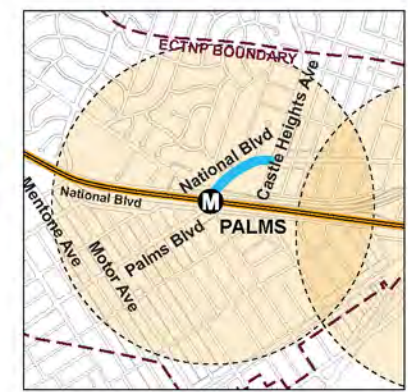 ECTNP BOUNDARY
Castle Heights Ave
National Blvd
National Blvd
M
PALMS
Mentone Ave
Motor Ave
Palms Blvd